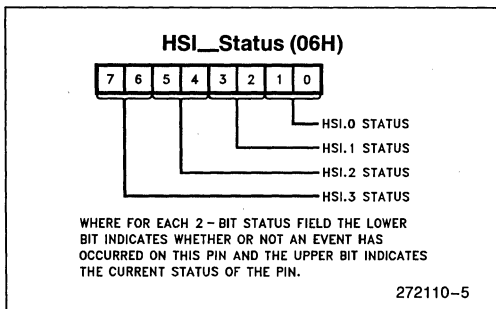 HSI__Status (06H)
7 6 5 4 3 2 1 0
HSI.0 STATUS
HSI.1 STATUS
HSI.2 STATUS
HSI.3 STATUS
WHERE FOR EACH 2-BIT STATUS FIELD THE LOWER
BIT INDICATES WHETHER OR NOT AN EVENT HAS
OCCURRED ON THIS PIN AND THE UPPER BIT INDICATES
THE CURRENT STATUS OF THE PIN.
272110-5